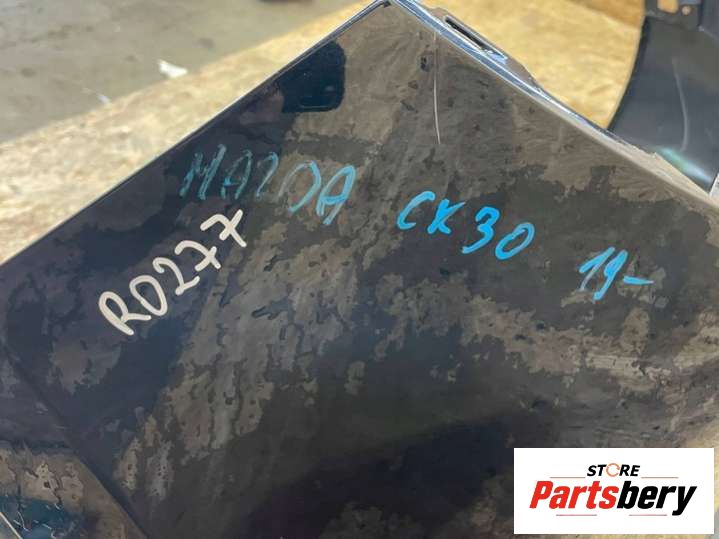 MAZDA CX30 19-
R0277
STORE
Partsbery